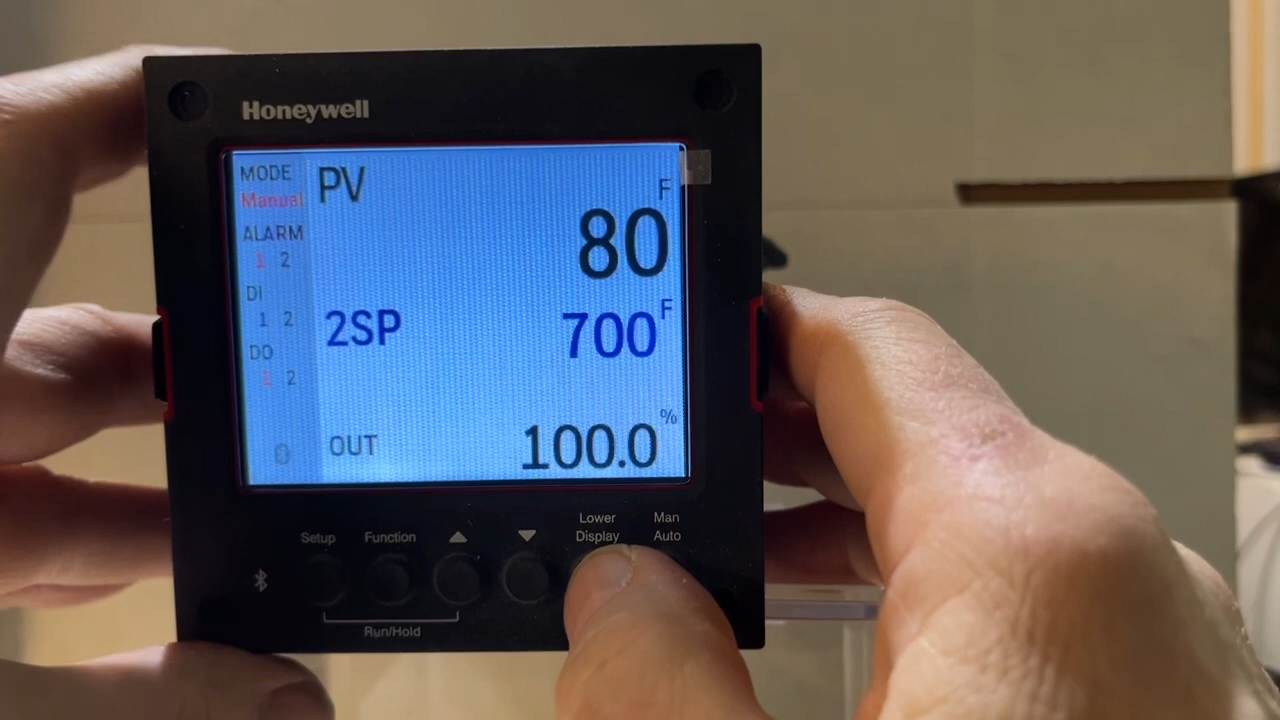 Honeywell
MODE
Manual
PV
F
80
ALARM
1 2
DI
1 2
2SP
700
F
DO
1 2
OUT
100.0
%
Setup
Function
Lower
Display
Man
Auto
Run/Hold